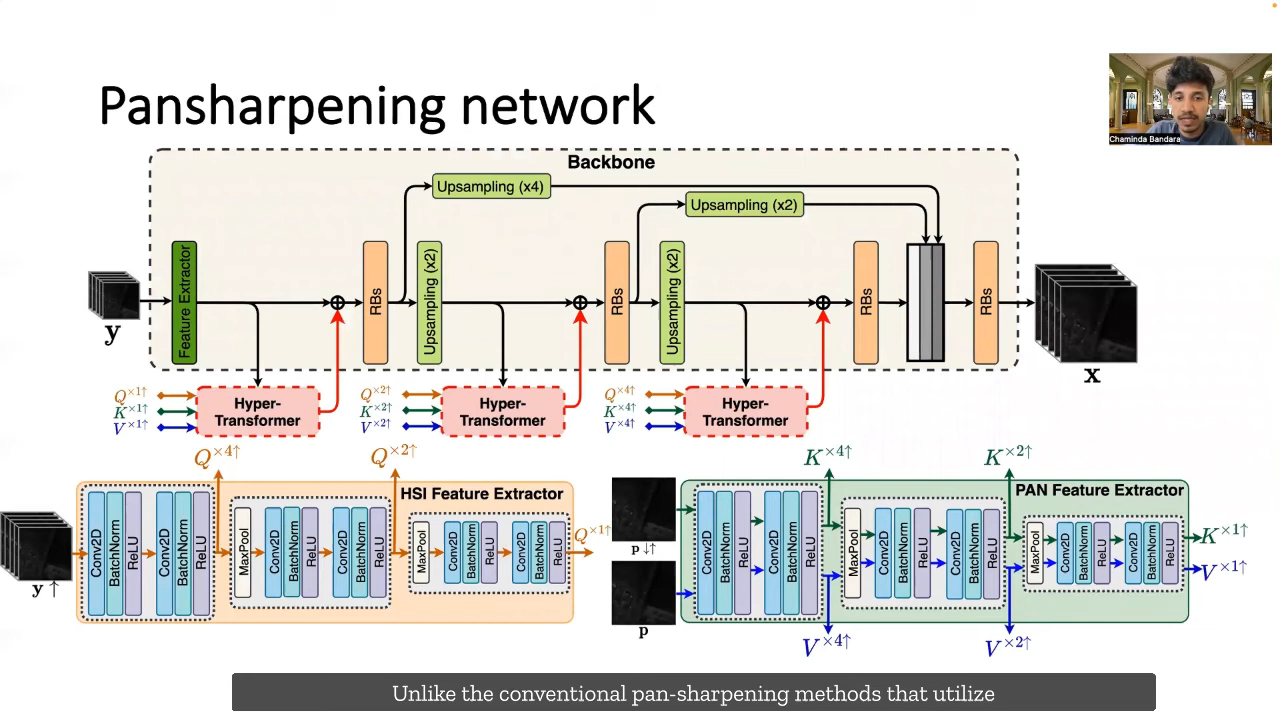 Pansharpening network
Chaminda Bandara
Backbone
Upsampling (x4)
Upsampling (x2)
Feature Extractor
RBs
Upsampling (x2)
RBs
Upsampling (x2)
RBs
RBs
y
x
Q×1↑
K×1↑
V×1↑
Hyper-
Transformer
Q×2↑
K×2↑
V×2↑
Hyper-
Transformer
Q×4↑
K×4↑
V×4↑
Hyper-
Transformer
Q×4↑
Q×2↑
HSI Feature Extractor
Conv2D
BatchNorm
ReLU
Conv2D
BatchNorm
ReLU
MaxPool
Conv2D
BatchNorm
ReLU
Conv2D
BatchNorm
ReLU
MaxPool
Conv2D
BatchNorm
ReLU
Conv2D
BatchNorm
ReLU
Q×1↑
y ↑
K×4↑
K×2↑
PAN Feature Extractor
p ↓↑
p
Conv2D
BatchNorm
ReLU
Conv2D
BatchNorm
ReLU
MaxPool
Conv2D
BatchNorm
ReLU
Conv2D
BatchNorm
ReLU
MaxPool
Conv2D
BatchNorm
ReLU
Conv2D
BatchNorm
ReLU
K×1↑
V×1↑
V×4↑
V×2↑
Unlike the conventional pan-sharpening methods that utilize